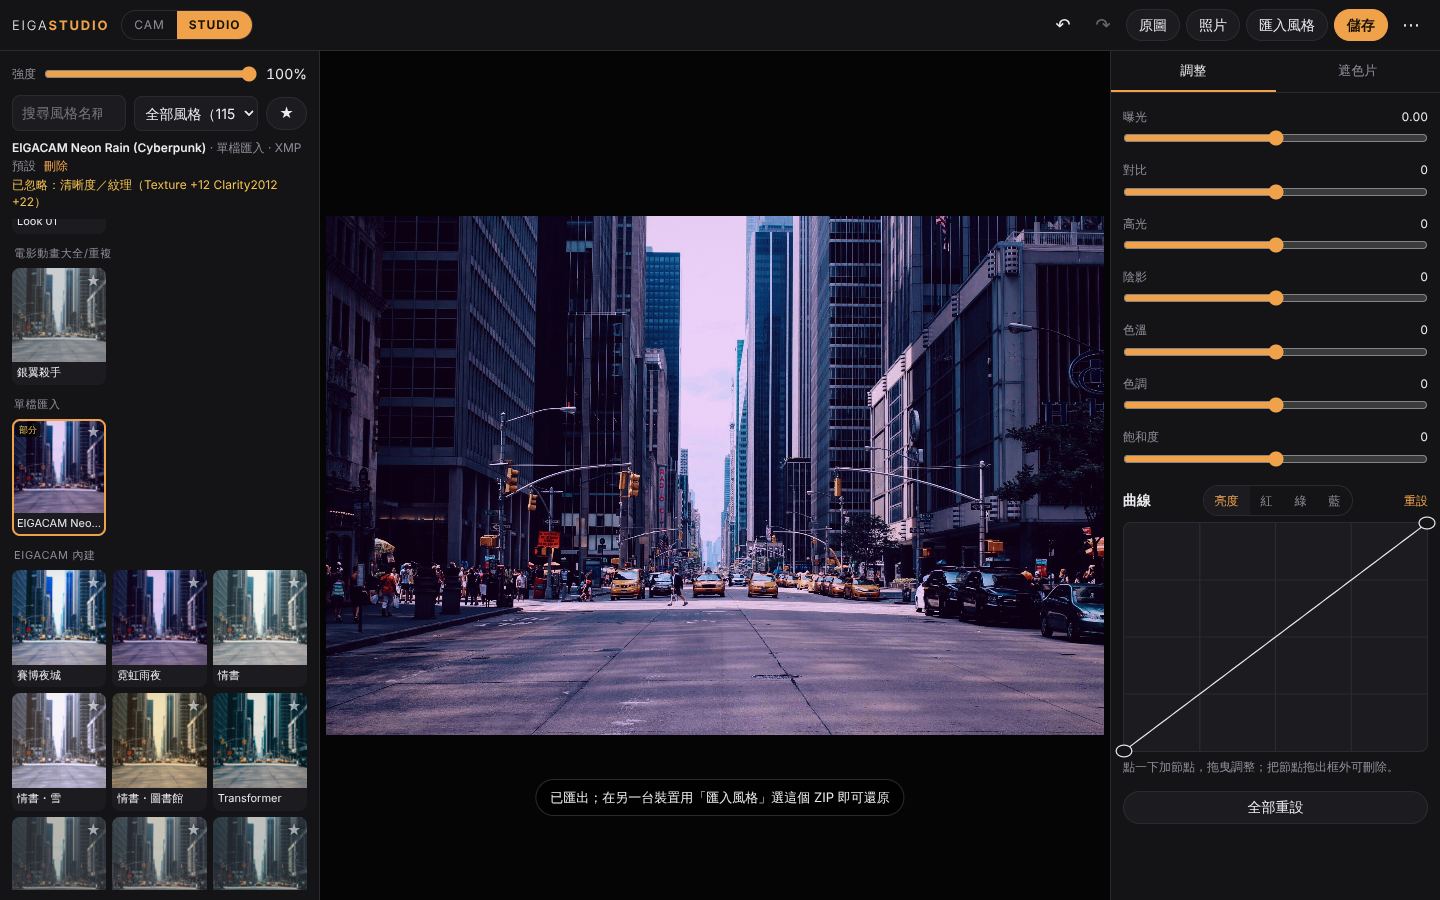 EIGASTUDIO
CAM
STUDIO
原圖
照片
匯入風格
儲存
強度
100%
搜尋風格名稱
全部風格（115
★
EIGACAM Neon Rain (Cyberpunk) · 單檔匯入 · XMP
預設 刪除
已忽略：清晰度／紋理（Texture +12 Clarity2012
+22）
Look 01
電影動畫大全/重複
銀翼殺手
單檔匯入
部分
EIGACAM Neo...
EIGACAM 內建
賽博夜城
霓虹雨夜
情書
情書・雪
情書・圖書館
Transformer
已匯出；在另一台裝置用「匯入風格」選這個 ZIP 即可還原
調整
遮色片
曝光
0.00
對比
0
高光
0
陰影
0
色溫
0
色調
0
飽和度
0
曲線
亮度
紅
綠
藍
重設
點一下加節點，拖曳調整；把節點拖出框外可刪除。
全部重設